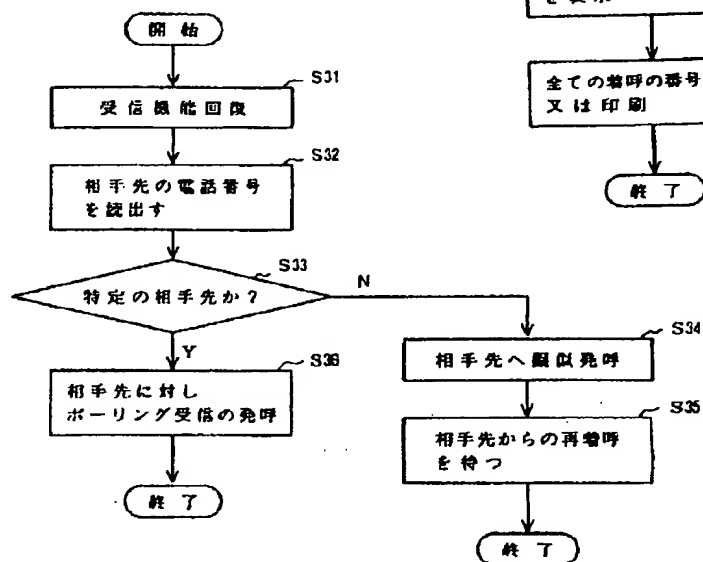 開始
S31
受信機能回復
S32
相手先の電話番号
を読出す
S33
特定の相手先か？
N
Y
S36
相手先に対し
ポーリング受信の発呼
終了
S34
相手先へ擬似発呼
S35
相手先からの再着呼
を待つ
終了
全ての着呼の番号
又は印刷
終了